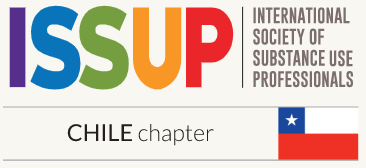 ISSUP
INTERNATIONAL
SOCIETY OF
SUBSTANCE USE
PROFESSIONALS
CHILE chapter